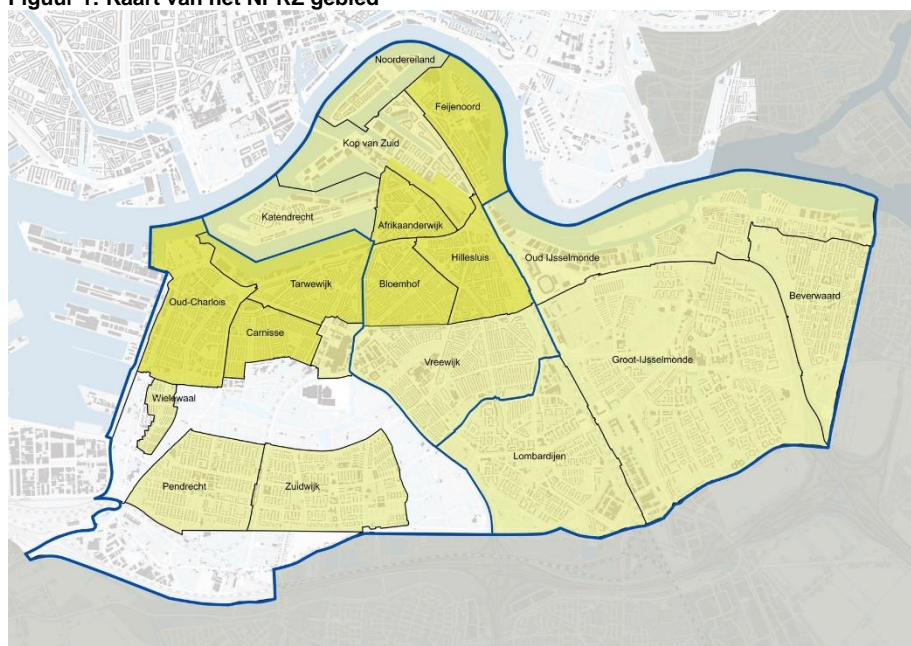 Figuur 1: Kaart van het NPRZ gebied
Noordereiland
Feijenoord
Kop van Zuid
Katendrecht
Afrikaanderwijk
Hillesluis
Oud IJsselmonde
Tarwewijk
Bloemhof
Beverwaard
Oud-Charlois
Carnisse
Vreewijk
Groot-IJsselmonde
Wielewaal
Lombardijen
Pendrecht
Zuidwijk